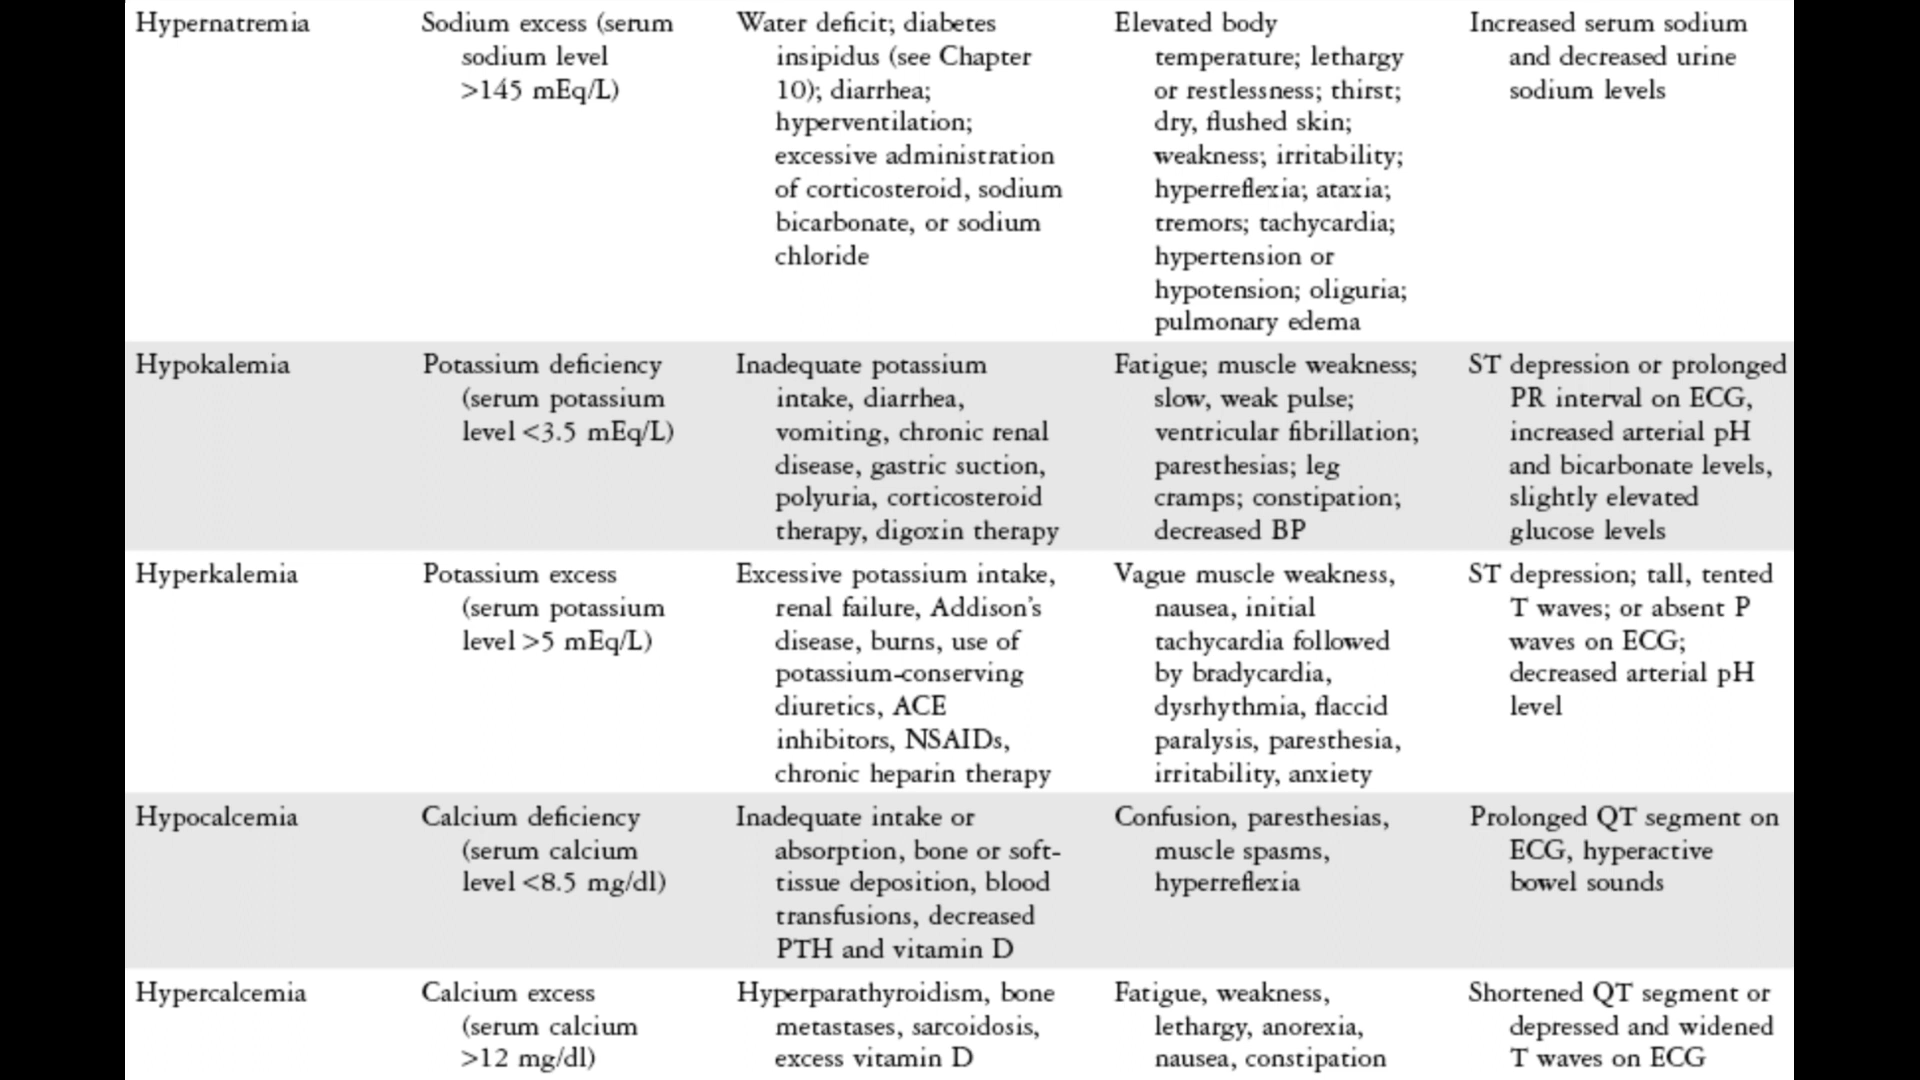 Hypernatremia
Sodium excess (serum
sodium level
>145 mEq/L)
Water deficit; diabetes
insipidus (see Chapter
10); diarrhea;
hyperventilation;
excessive administration
of corticosteroid, sodium
bicarbonate, or sodium
chloride
Elevated body
temperature; lethargy
or restlessness; thirst;
dry, flushed skin;
weakness; irritability;
hyperreflexia; ataxia;
tremors; tachycardia;
hypertension or
hypotension; oliguria;
pulmonary edema
Increased serum sodium
and decreased urine
sodium levels
Hypokalemia
Potassium deficiency
(serum potassium
level <3.5 mEq/L)
Inadequate potassium
intake, diarrhea,
vomiting, chronic renal
disease, gastric suction,
polyuria, corticosteroid
therapy, digoxin therapy
Fatigue; muscle weakness;
slow, weak pulse;
ventricular fibrillation;
paresthesias; leg
cramps; constipation;
decreased BP
ST depression or prolonged
PR interval on ECG,
increased arterial pH
and bicarbonate levels,
slightly elevated
glucose levels
Hyperkalemia
Potassium excess
(serum potassium
level >5 mEq/L)
Excessive potassium intake,
renal failure, Addison’s
disease, burns, use of
potassium-conserving
diuretics, ACE
inhibitors, NSAIDs,
chronic heparin therapy
Vague muscle weakness,
nausea, initial
tachycardia followed
by bradycardia,
dysrhythmia, flaccid
paralysis, paresthesia,
irritability, anxiety
ST depression; tall, tented
T waves; or absent P
waves on ECG;
decreased arterial pH
level
Hypocalcemia
Calcium deficiency
(serum calcium
level <8.5 mg/dl)
Inadequate intake or
absorption, bone or soft-
tissue deposition, blood
transfusions, decreased
PTH and vitamin D
Confusion, paresthesias,
muscle spasms,
hyperreflexia
Prolonged QT segment on
ECG, hyperactive
bowel sounds
Hypercalcemia
Calcium excess
(serum calcium
>12 mg/dl)
Hyperparathyroidism, bone
metastases, sarcoidosis,
excess vitamin D
Fatigue, weakness,
lethargy, anorexia,
nausea, constipation
Shortened QT segment or
depressed and widened
T waves on ECG